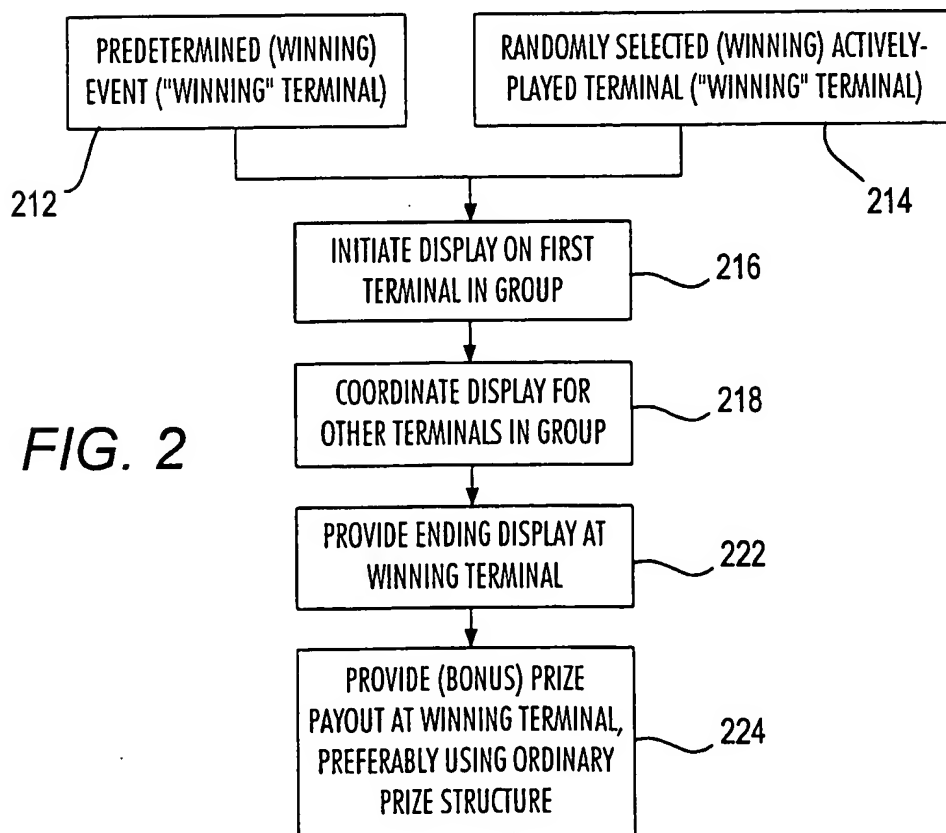 PREDETERMINED (WINNING)
EVENT ("WINNING" TERMINAL)
RANDOMLY SELECTED (WINNING) ACTIVELY-
PLAYED TERMINAL ("WINNING" TERMINAL)
212
214
INITIATE DISPLAY ON FIRST
TERMINAL IN GROUP
216
COORDINATE DISPLAY FOR
OTHER TERMINALS IN GROUP
218
FIG. 2
PROVIDE ENDING DISPLAY AT
WINNING TERMINAL
222
PROVIDE (BONUS) PRIZE
PAYOUT AT WINNING TERMINAL,
PREFERABLY USING ORDINARY
PRIZE STRUCTURE
224